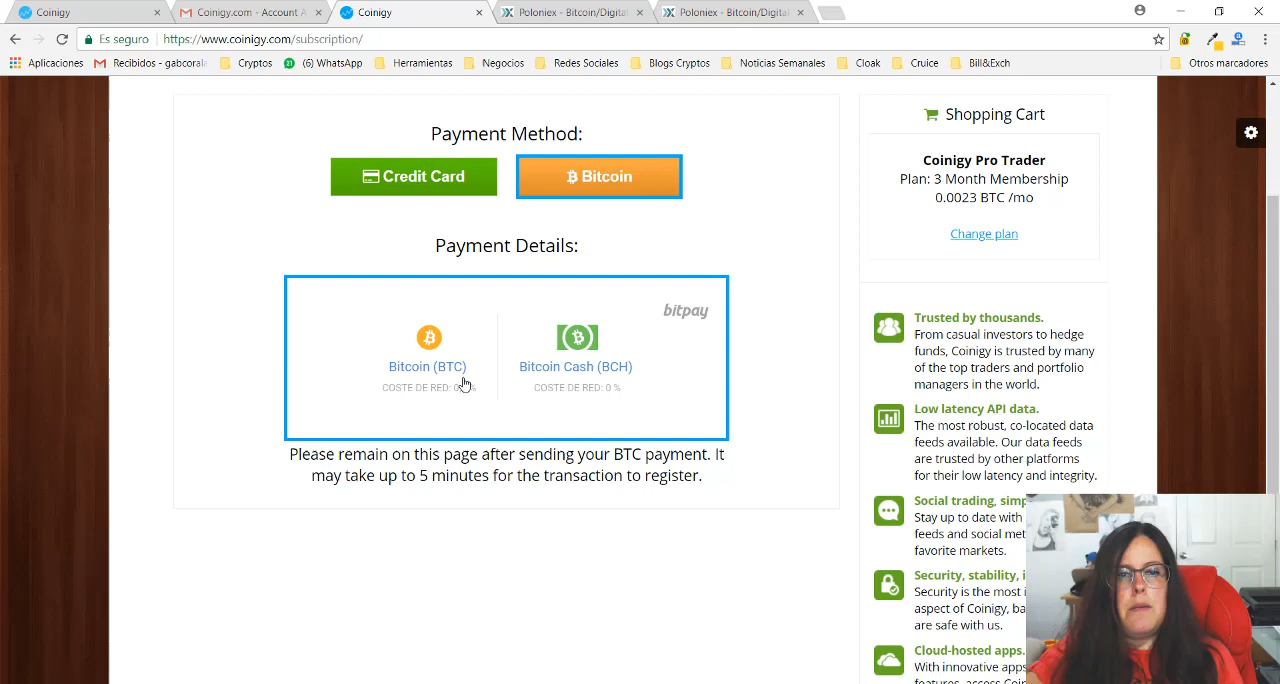 Coinigy
Coinigy.com - Account A
Coinigy
Poloniex - Bitcoin/Digital
Poloniex - Bitcoin/Digital
Es seguro
https://www.coinigy.com/subscription/
Aplicaciones
Recibidos - gaborala
Cryptos
21
(6) WhatsApp
Herramientas
Negoc
Redes Sociales
Blogs Cryptos
Noticias Semanales
Cloak
Cruice
Bill&Exch
Otros marcadores
Payment Method:
Credit Card
Bitcoin
Payment Details:
bitpay
Bitcoin (BTC)
COSTE DE RED: 0 %
Bitcoin Cash (BCH)
COSTE DE RED: 0 %
Please remain on this page after sending your BTC payment. It
may take up to 5 minutes for the transaction to register.
Shopping Cart
Coinigy Pro Trader
Plan: 3 Month Membership
0.0023 BTC /mo
Change plan
Trusted by thousands.
From casual investors to hedge
funds, Coinigy is trusted by many
of the top traders and portfolio
managers in the world.
Low latency API data.
The most robust, co-located data
feeds available. Our data feeds
are trusted by other platforms
for their low latency and integrity.
Social trading, simp
Stay up to date with
feeds and social met
favorite markets.
Security, stability, i
Security is the most i
aspect of Coinigy, ba
are safe with us.
Cloud-hosted apps.
With innovative apps
features, access Coin